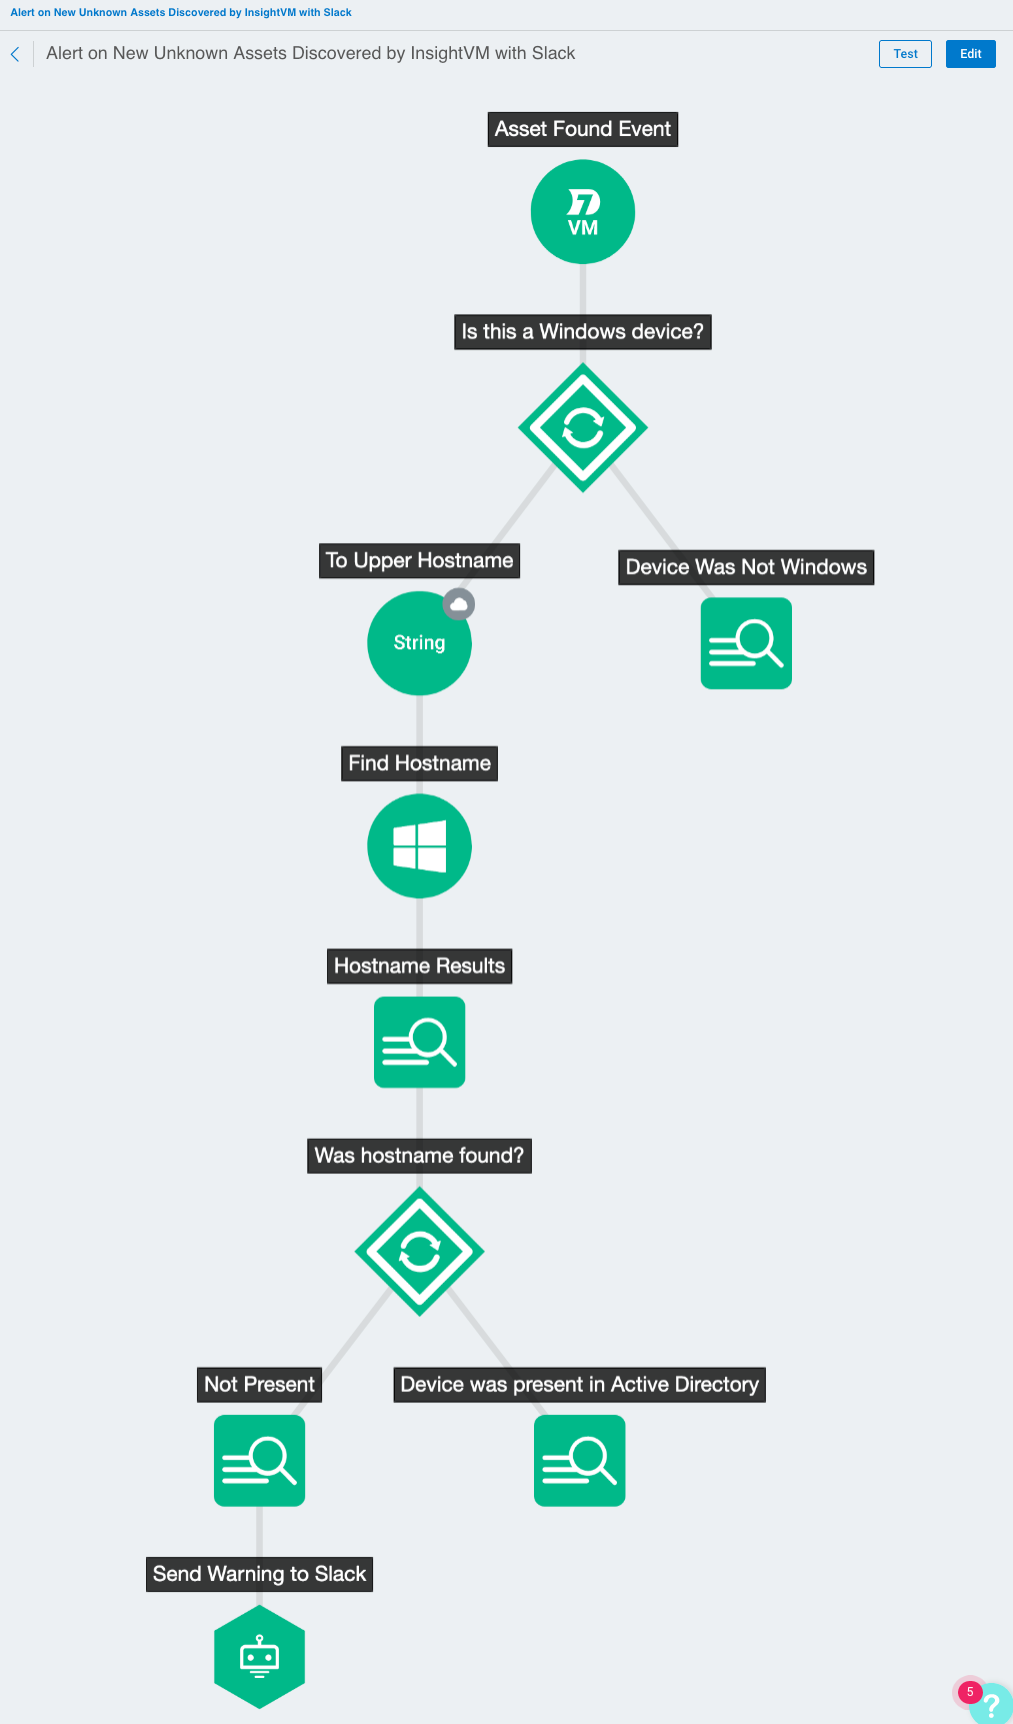 Alert on New Unknown Assets Discovered by InsightVM with Slack
Alert on New Unknown Assets Discovered by InsightVM with Slack
Test
Edit
Asset Found Event
VM
Is this a Windows device?
To Upper Hostname
Device Was Not Windows
String
Find Hostname
Hostname Results
Was hostname found?
Not Present
Device was present in Active Directory
Send Warning to Slack
5
?